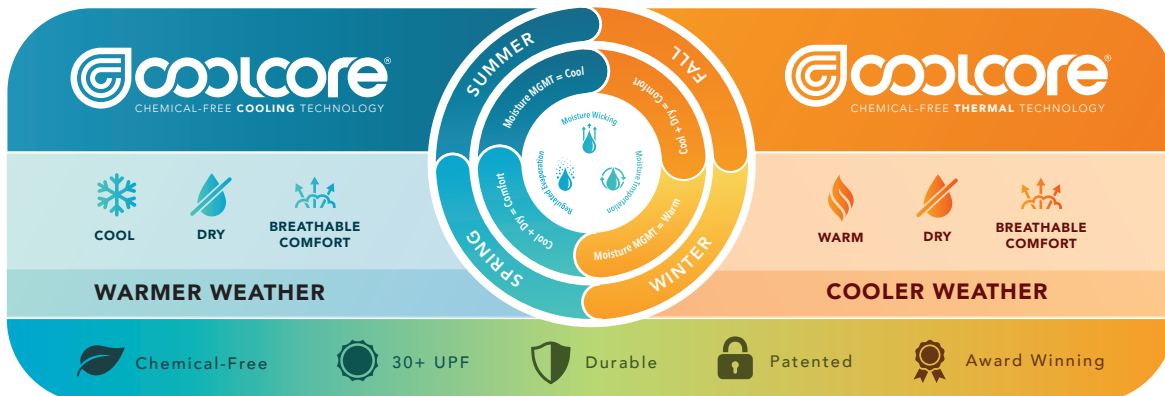 coolcore®
CHEMICAL-FREE COOLING TECHNOLOGY
COOL
DRY
BREATHABLE
COMFORT
WARMER WEATHER
SUMMER
FALL
WINTER
SPRING
Moisture MGMT = Cool
Cool + Dry = Comfort
Moisture MGMT = Warm
Cool + Dry = Comfort
Moisture Wicking
Moisture Trnsportation
Regulated Evaporation
coolcore®
CHEMICAL-FREE THERMAL TECHNOLOGY
WARM
DRY
BREATHABLE
COMFORT
COOLER WEATHER
Chemical-Free
30+ UPF
Durable
Patented
Award Winning